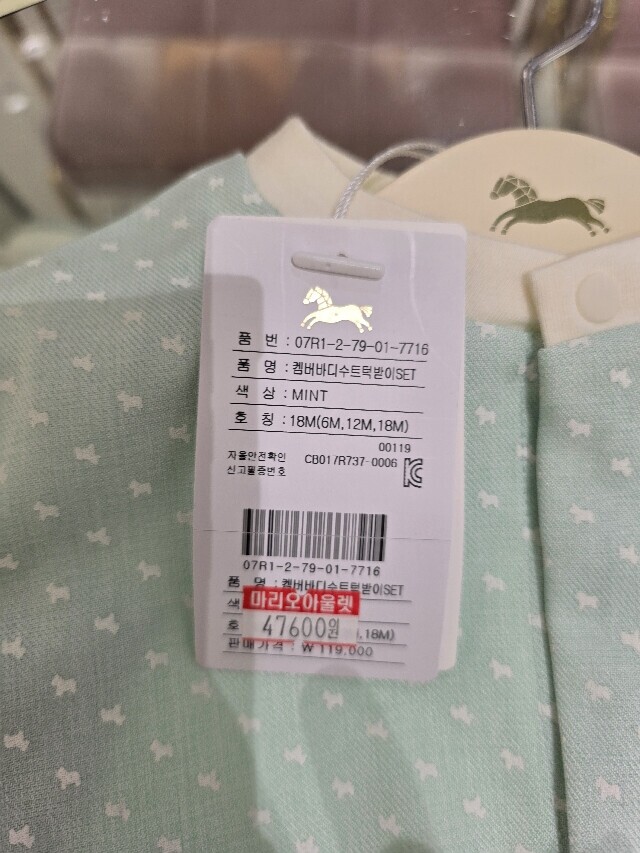 품 번 : 07R1-2-79-01-7716
품 명 : 켐버바디수트턱받이SET
색 상 : MINT
호 칭 : 18M(6M,12M,18M)
00119
자율안전확인 CB017R737-0006
신고필증번호
07R1-2-79-01-7716
품 명 : 켐버바디수트턱받이SET
색
마리오아울렛
호 47600원 ,18M)
판매가격 : ₩ 119,000